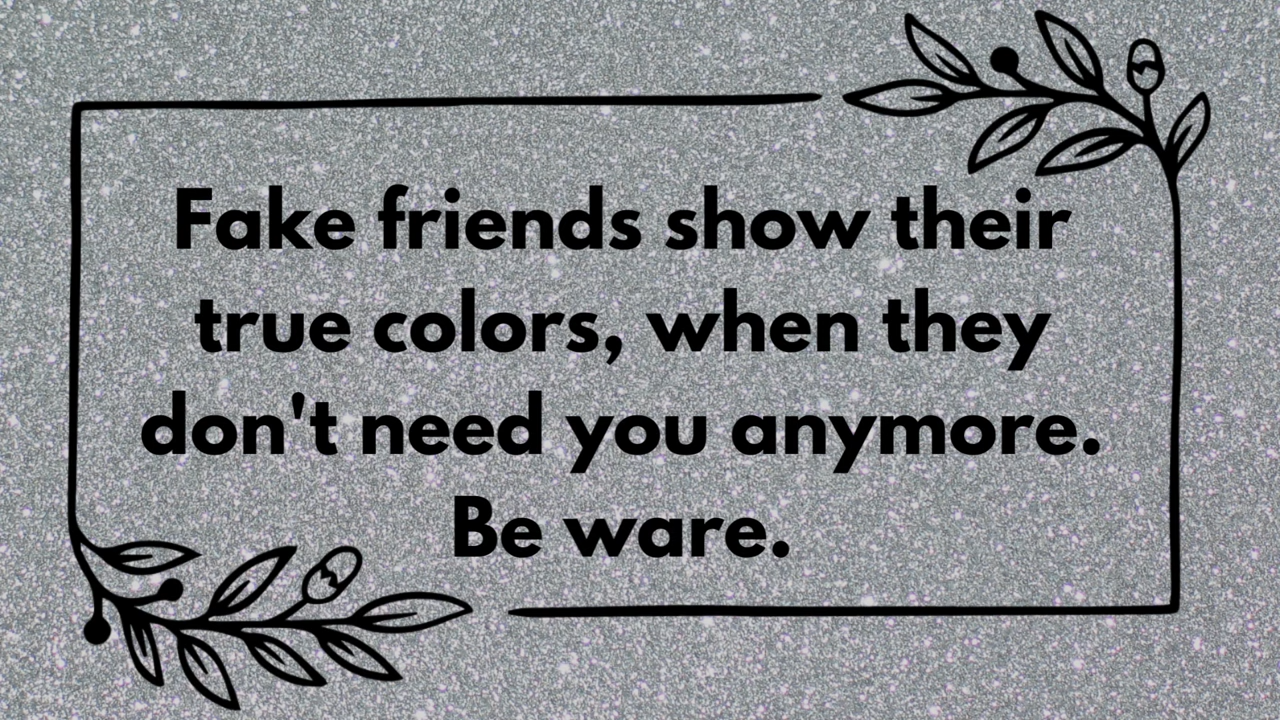 Fake friends show their
true colors, when they
don't need you anymore.
Be ware.